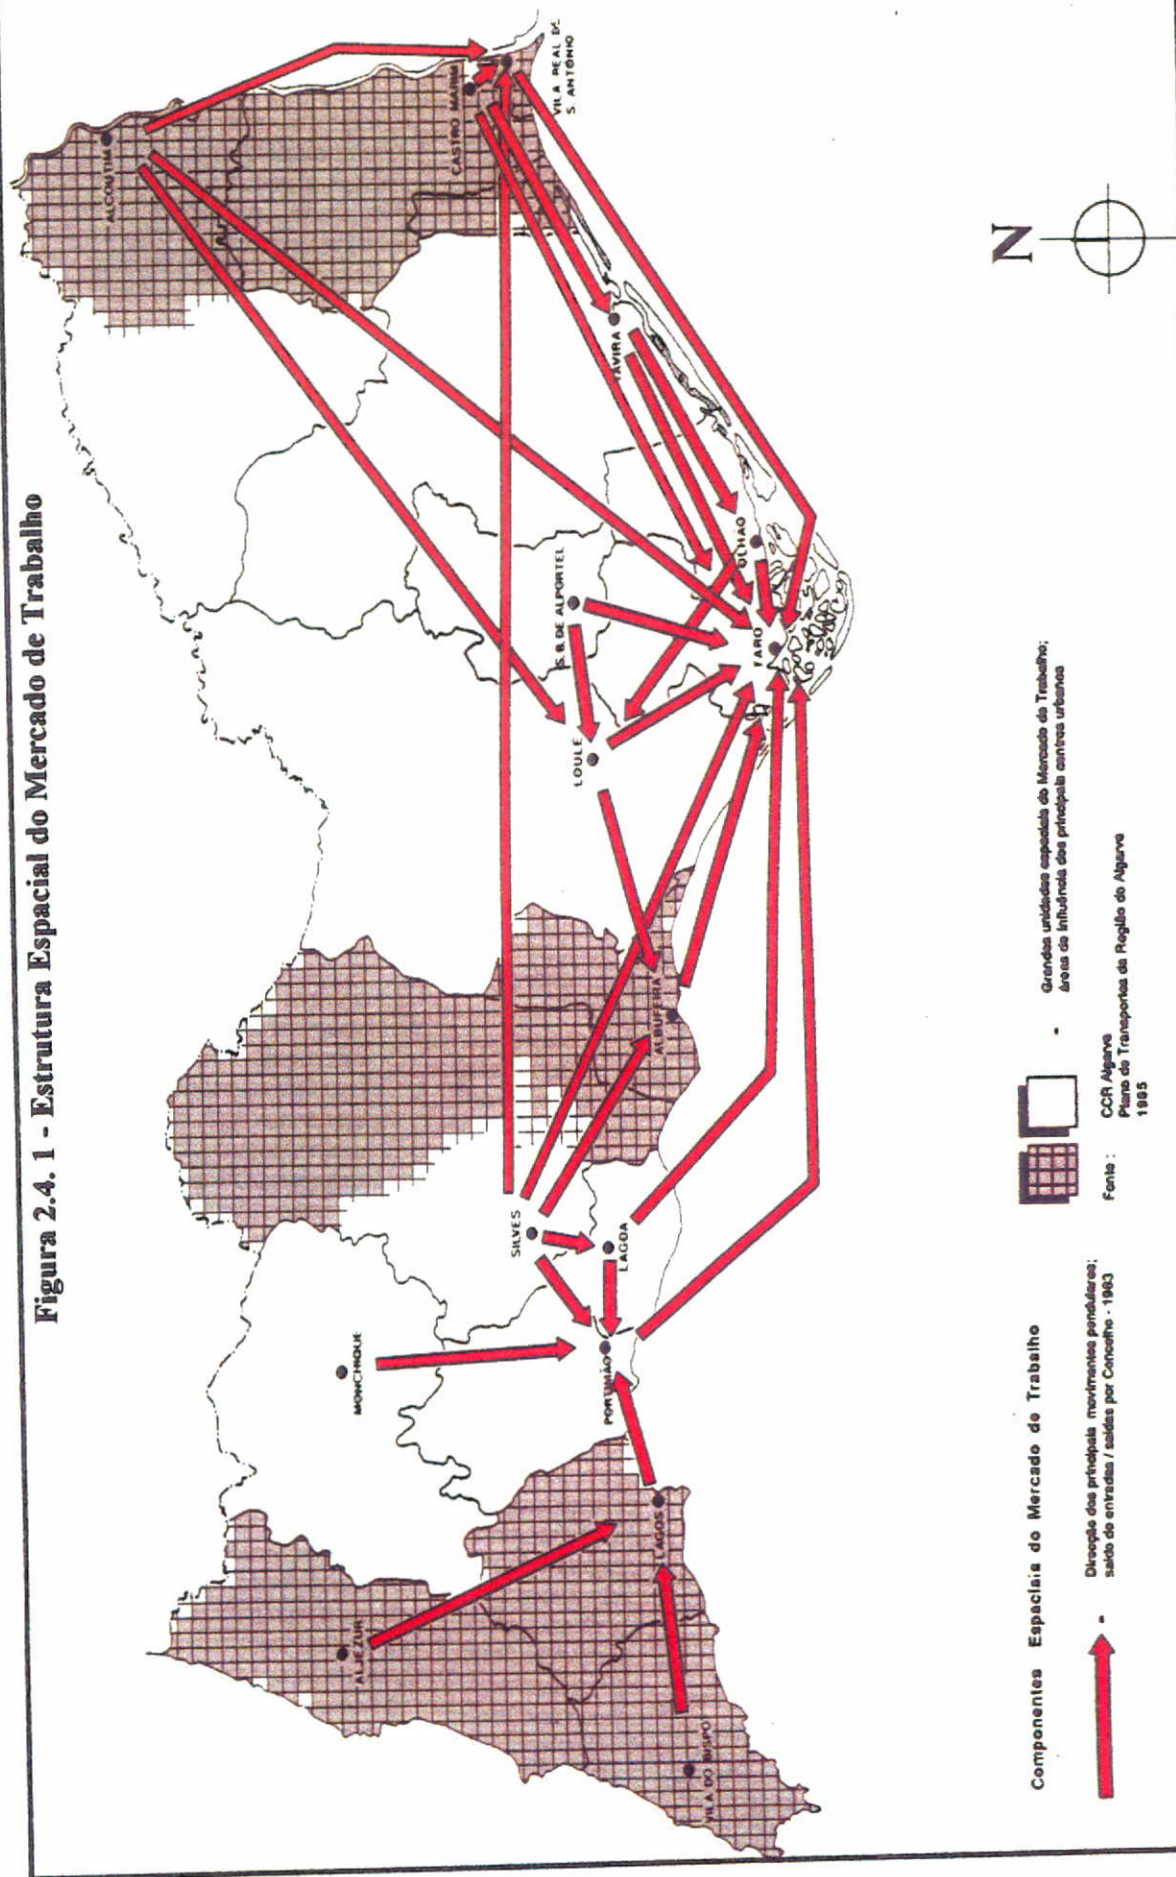 Figura 2.4. 1 - Estrutura Espacial do Mercado de Trabalho
ALCOUTIM
CASTRO MARIM
VILA REAL DE
S. ANTÓNIO
TAVIRA
OLHÃO
S.B. DE ALPORTEL
FARO
LOULÉ
ALBUFEIRA
SILVES
LAGOA
MONCHIQUE
PORTIMÃO
LAGOS
ALJEZUR
VILA DO BISPO
N
Componentes Espaciais do Mercado de Trabalho
- Direcção dos principais movimentos pendulares;
saldo de entradas / saídas por Concelho - 1983
- Grandes unidades espaciais do Mercado de Trabalho;
áreas de influência dos principais centros urbanos
Fonte : CCR Algarve
Plano de Transportes da Região do Algarve
1985